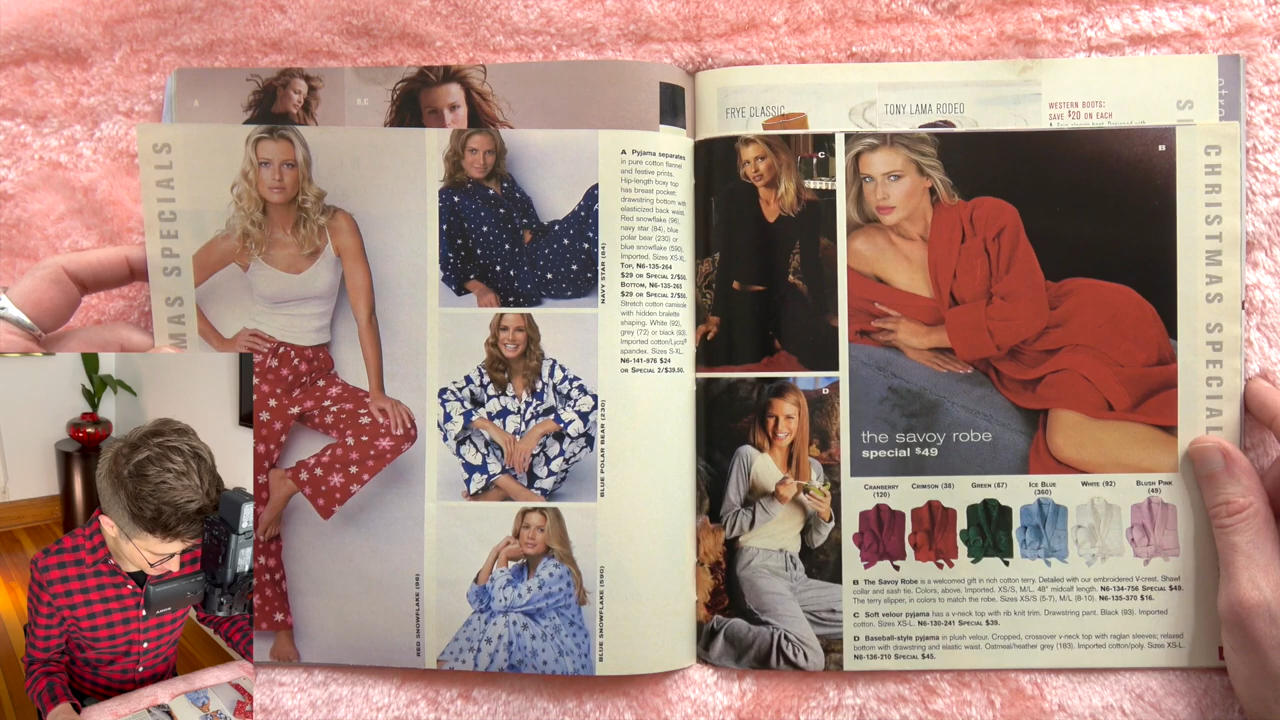 A
B,C
MAS SPECIALS
A Pyjama separates
in pure cotton flannel
and festive prints.
Hip-length boxy top
has breast pocket;
drawstring bottom with
elasticized back waist.
Red snowflake (96),
navy star (84), blue
polar bear (230) or
blue snowflake (590).
Imported. Sizes XS-XL.
TOP, N6-135-264
$29 OR SPECIAL 2/$50.
BOTTOM, N6-135-265
$29 OR SPECIAL 2/$50.
Stretch cotton camisole
with hidden bralette
shaping. White (92),
grey (72) or black (93).
Imported cotton/Lycra®
spandex. Sizes S-XL.
N6-141-976 $24
OR SPECIAL 2/$39.50.
NAVY STAR (84)
BLUE POLAR BEAR (230)
BLUE SNOWFLAKE (590)
RED SNOWFLAKE (96)
FRYE CLASSIC
TONY LAMA RODEO
WESTERN BOOTS:
SAVE $20 ON EACH
S
C
B
D
the savoy robe
special $49
CHRISTMAS SPECIAL
CRANBERRY (120)
CRIMSON (38)
GREEN (87)
ICE BLUE (360)
WHITE (92)
BLUSH PINK (49)
B The Savoy Robe is a welcomed gift in rich cotton terry. Detailed with our embroidered V-crest. Shawl
collar and sash tie. Colors, above. Imported. XS/S, M/L. 48" midcalf length. N6-134-756 SPECIAL $49.
The terry slipper, in colors to match the robe. Sizes XS/S (5-7), M/L (8-10). N6-135-370 $16.
C Soft velour pyjama has a v-neck top with rib knit trim. Drawstring pant. Black (93). Imported
cotton. Sizes XS-L. N6-130-241 SPECIAL $39.
D Baseball-style pyjama in plush velour. Cropped, crossover v-neck top with raglan sleeves; relaxed
bottom with drawstring and elastic waist. Oatmeal/heather grey (183). Imported cotton/poly. Sizes XS-L.
N6-136-210 SPECIAL $45.
SONY